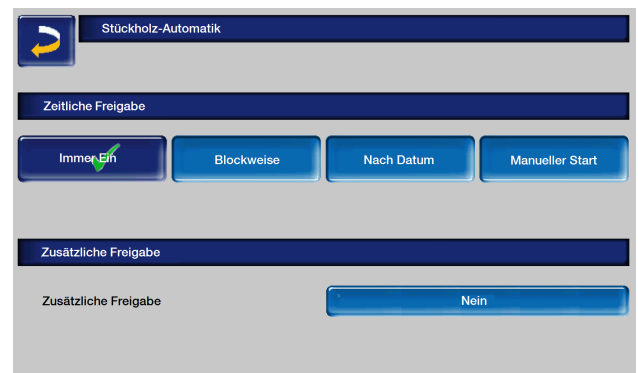 Stückholz-Automatik
Zeitliche Freigabe
Immer Ein
Blockweise
Nach Datum
Manueller Start
Zusätzliche Freigabe
Zusätzliche Freigabe
Nein